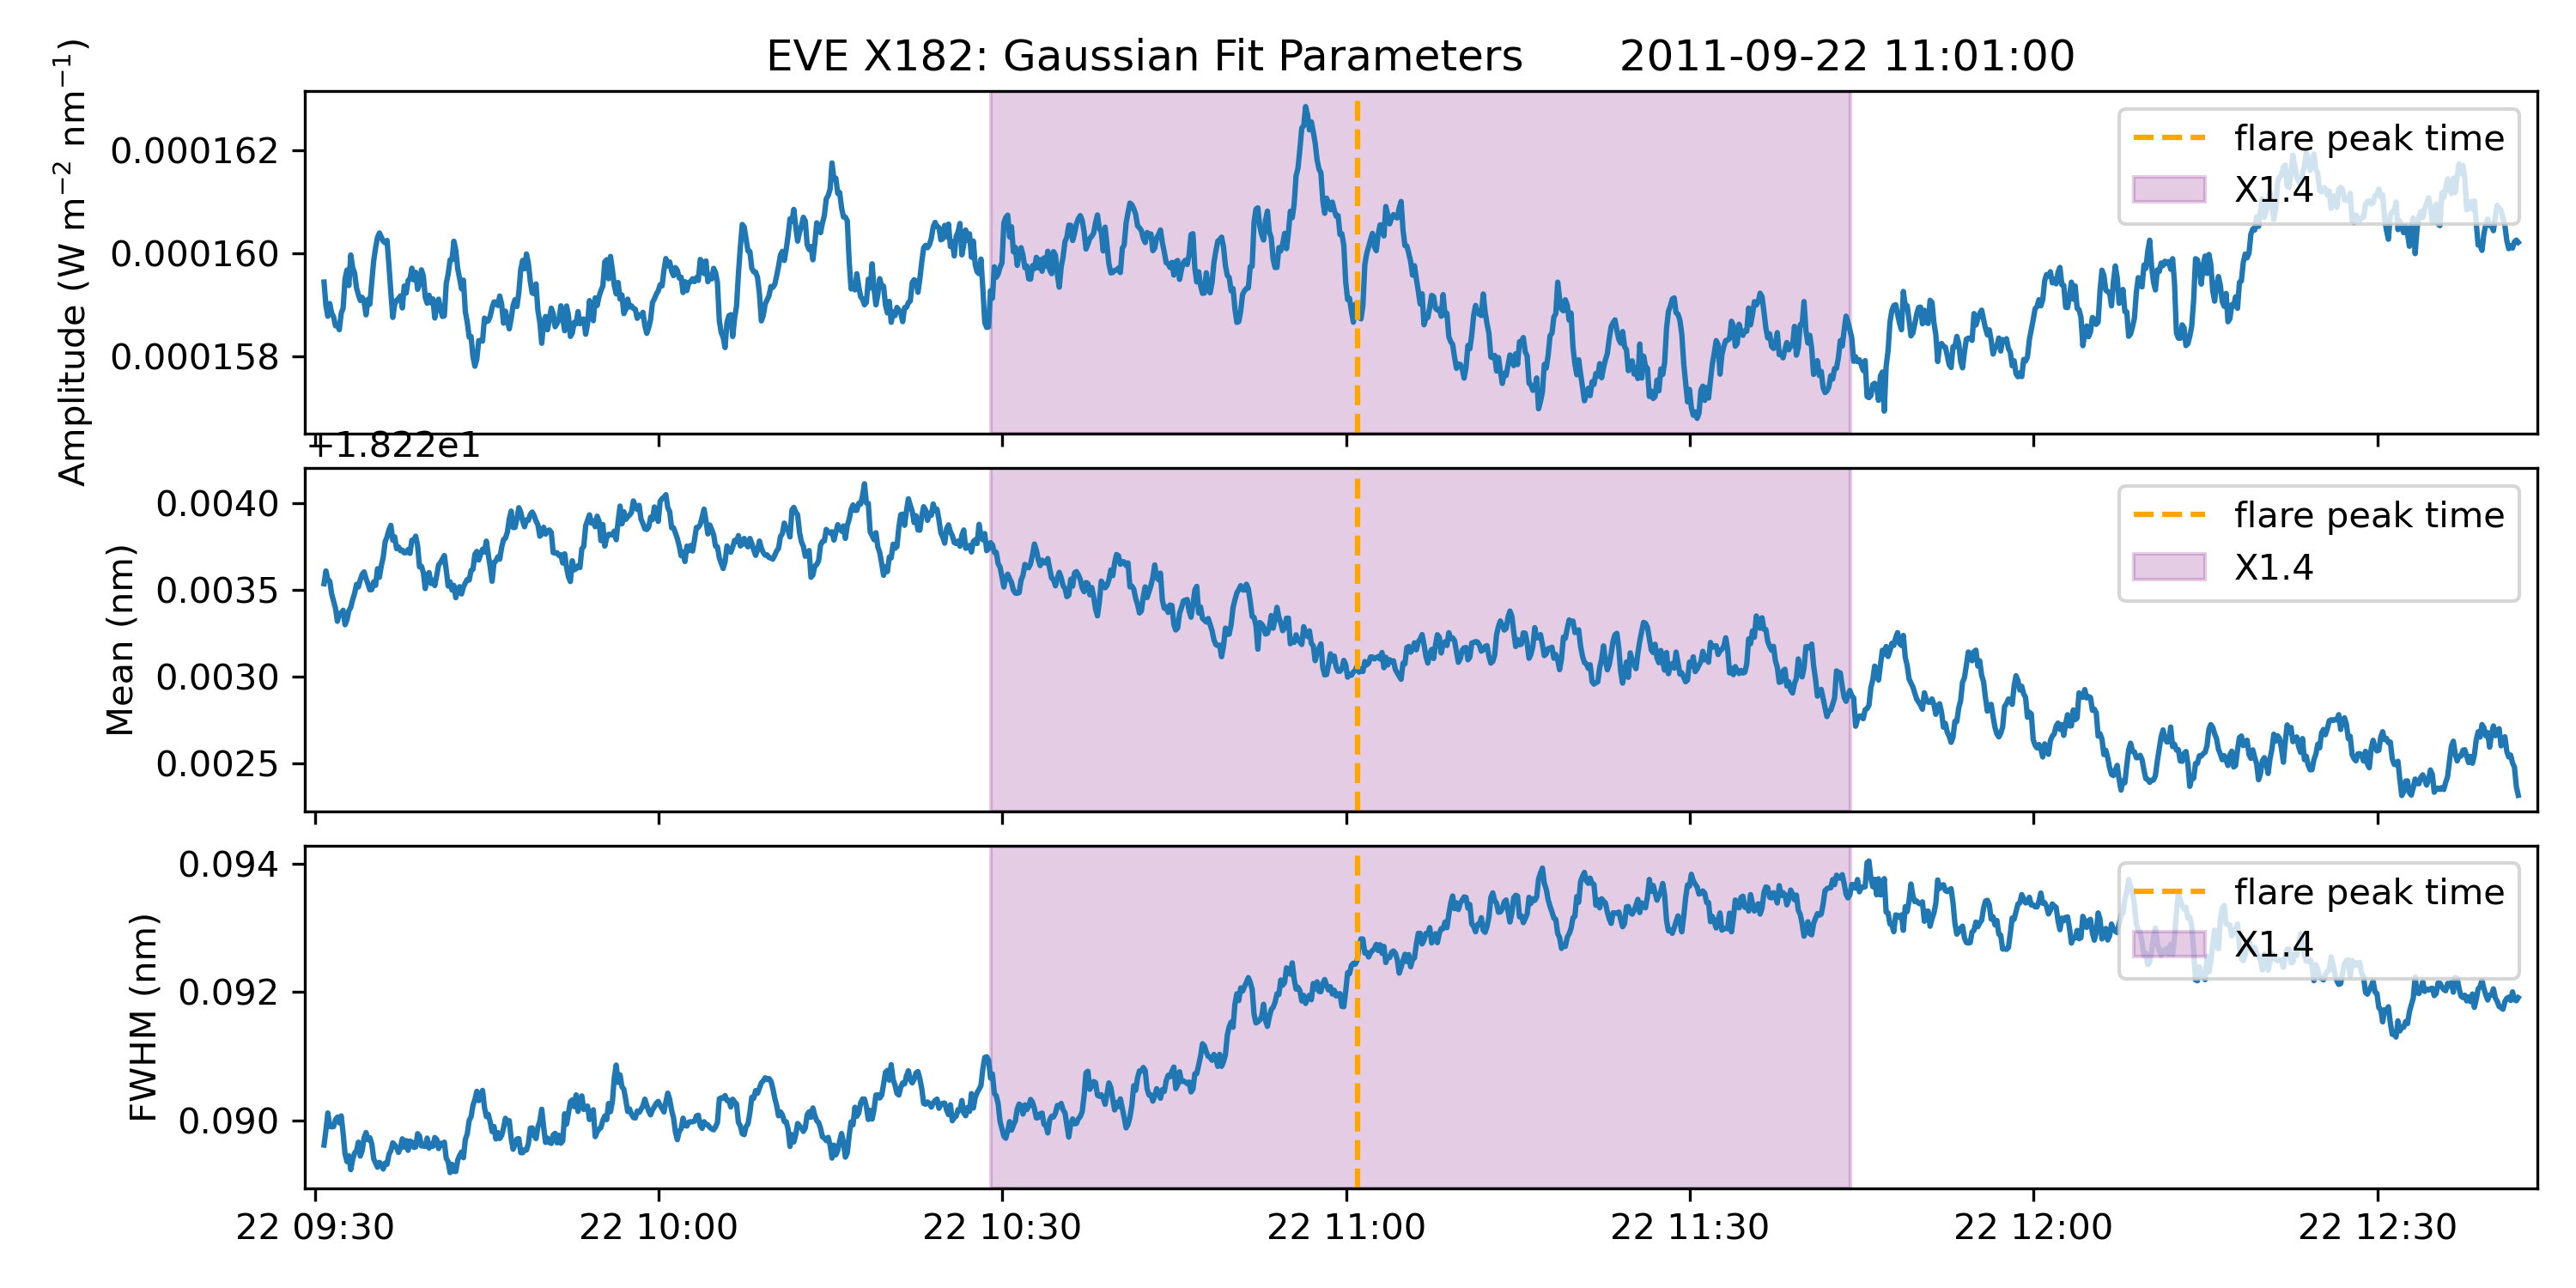 EVE X182: Gaussian Fit Parameters 2011-09-22 11:01:00
Amplitude (W m⁻² nm⁻¹)
0.000162
0.000160
0.000158
flare peak time
X1.4
+1.822e1
Mean (nm)
0.0040
0.0035
0.0030
0.0025
flare peak time
X1.4
FWHM (nm)
0.094
0.092
0.090
flare peak time
X1.4
22 09:30 22 10:00 22 10:30 22 11:00 22 11:30 22 12:00 22 12:30